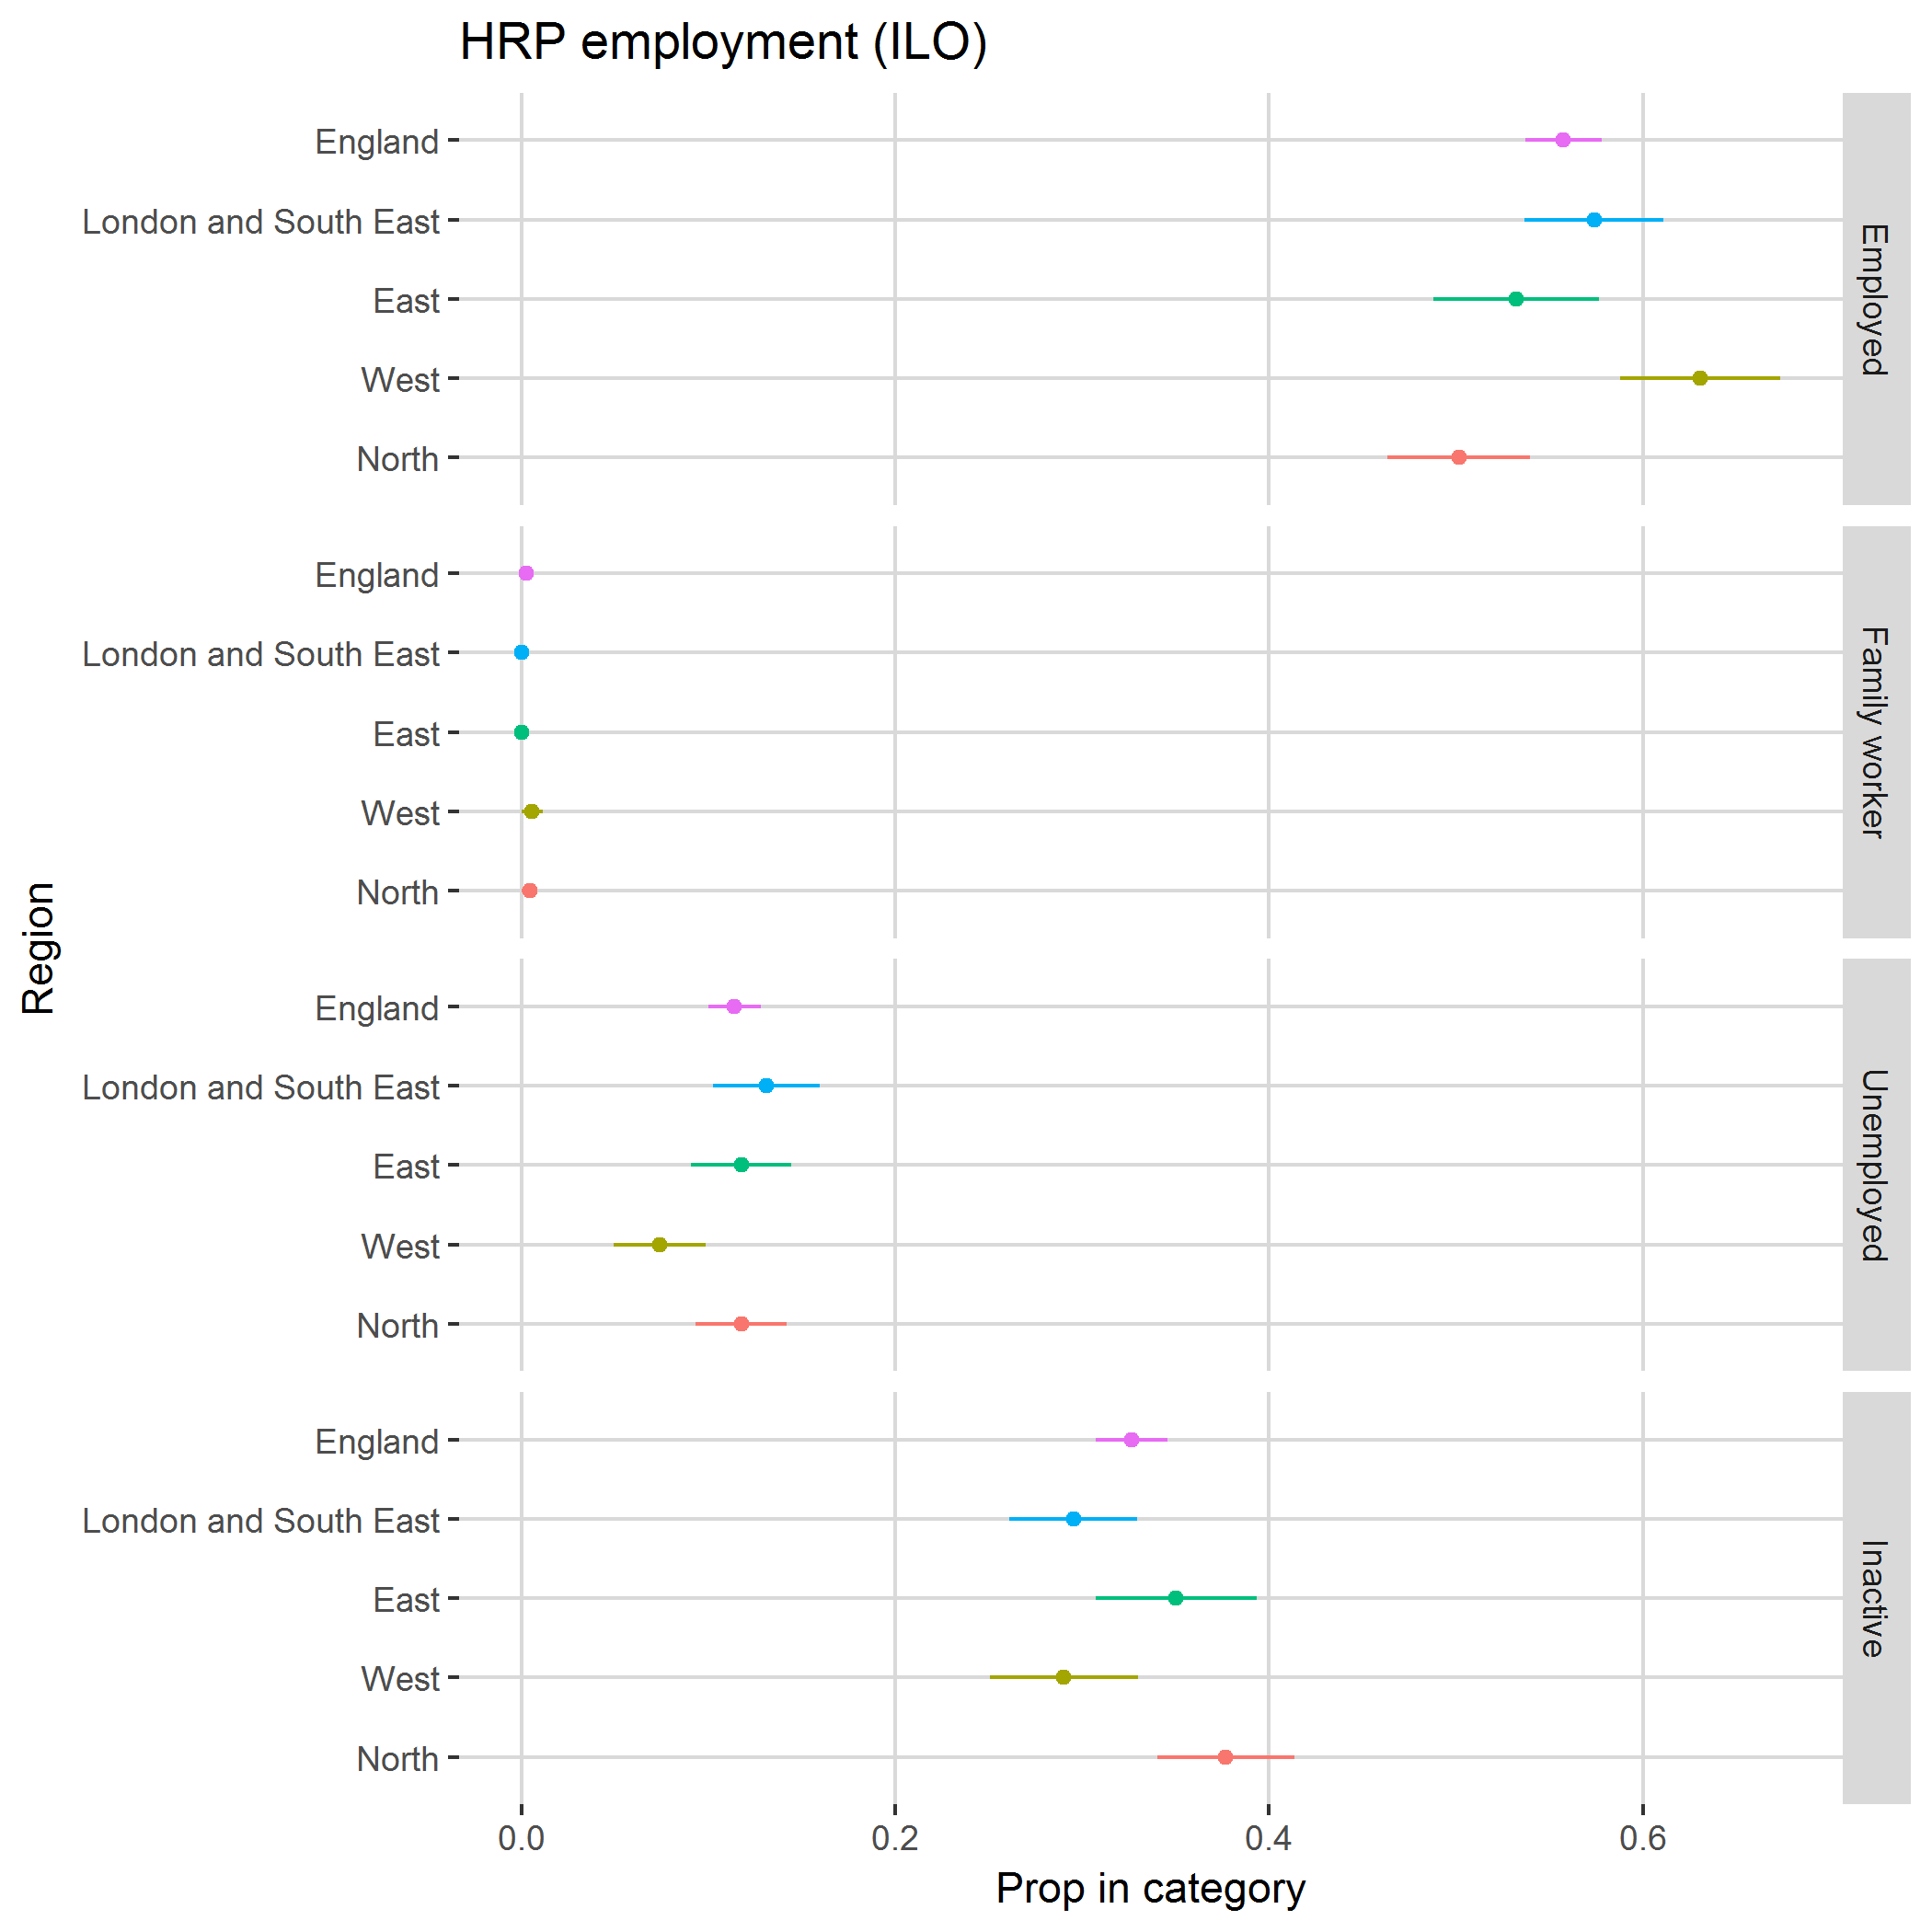 HRP employment (ILO)
Region
England
London and South East
East
West
North
Employed
England
London and South East
East
West
North
Family worker
England
London and South East
East
West
North
Unemployed
England
London and South East
East
West
North
Inactive
0.0 0.2 0.4 0.6
Prop in category